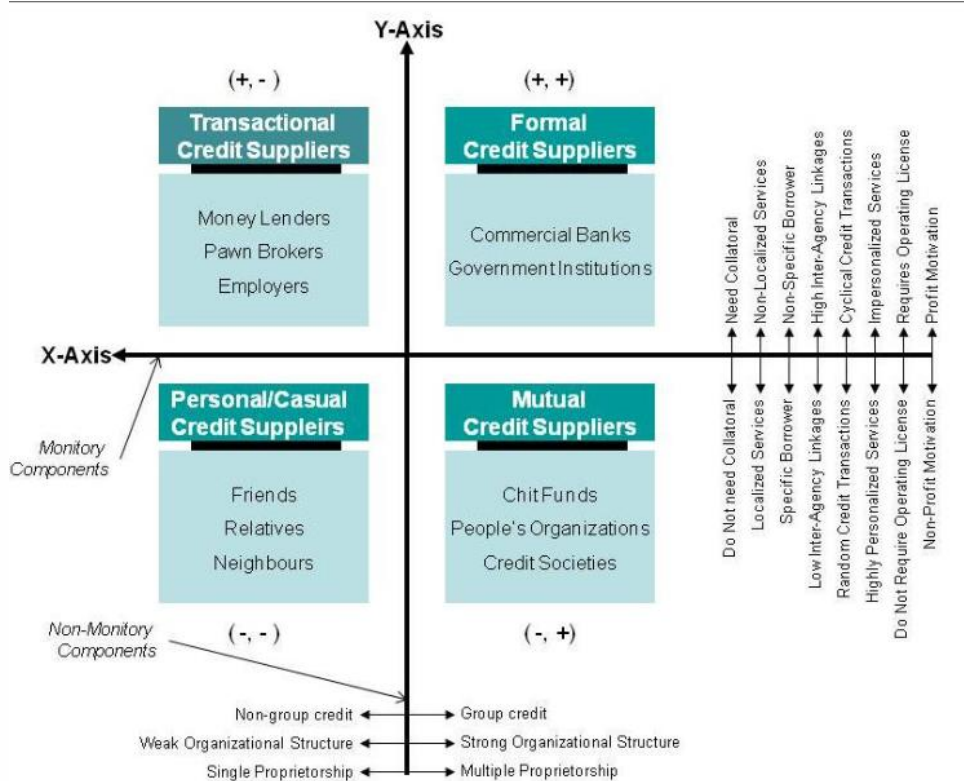 Y-Axis
(+, -)
(+, +)
Transactional
Credit Suppliers
Money Lenders
Pawn Brokers
Employers
Formal
Credit Suppliers
Commercial Banks
Government Institutions
Need Collateral
Non-Localized Services
Non-Specific Borrower
High Inter-Agency Linkages
Cyclical Credit Transactions
Impersonalized Services
Requires Operating License
Profit Motivation
X-Axis
Do Not need Collateral
Localized Services
Specific Borrower
Low Inter-Agency Linkages
Random Credit Transactions
Highly Personalized Services
Do Not Require Operating License
Non-Profit Motivation
Monitory
Components
Personal/Casual
Credit Suppleirs
Friends
Relatives
Neighbours
Mutual
Credit Suppliers
Chit Funds
People's Organizations
Credit Societies
Non-Monitory
Components
(-, -)
(-, +)
Non-group credit
Group credit
Weak Organizational Structure
Strong Organizational Structure
Single Proprietorship
Multiple Proprietorship